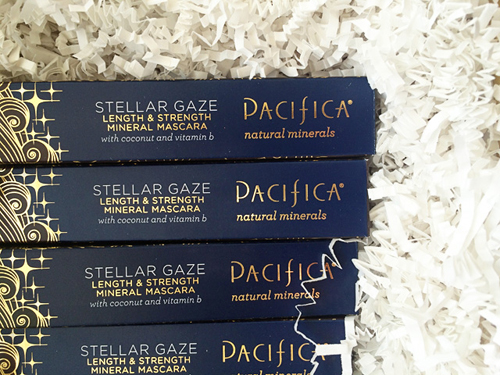 STELLAR GAZE
LENGTH & STRENGTH
MINERAL MASCARA
with coconut and vitamin b
PACIFICA®
natural minerals
STELLAR GAZE
LENGTH & STRENGTH
MINERAL MASCARA
with coconut and vitamin b
PACIFICA®
natural minerals
STELLAR GAZE
LENGTH & STRENGTH
MINERAL MASCARA
with coconut and vitamin b
PACIFICA®
natural minerals
STELLAR GAZE
LENGTH & STRENGTH
MINERAL MASCARA
PACIFICA
natural minerals